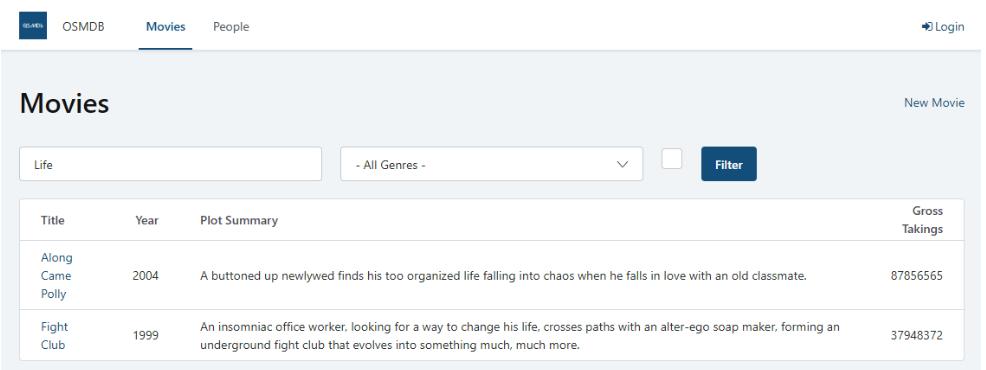 OSMDB OSMDB Movies People Login
Movies New Movie
Life - All Genres - Filter
Title Year Plot Summary Gross
Takings
Along
Came
Polly
2004
A buttoned up newlywed finds his too organized life falling into chaos when he falls in love with an old classmate.
87856565
Fight
Club
1999
An insomniac office worker, looking for a way to change his life, crosses paths with an alter-ego soap maker, forming an
underground fight club that evolves into something much, much more.
37948372